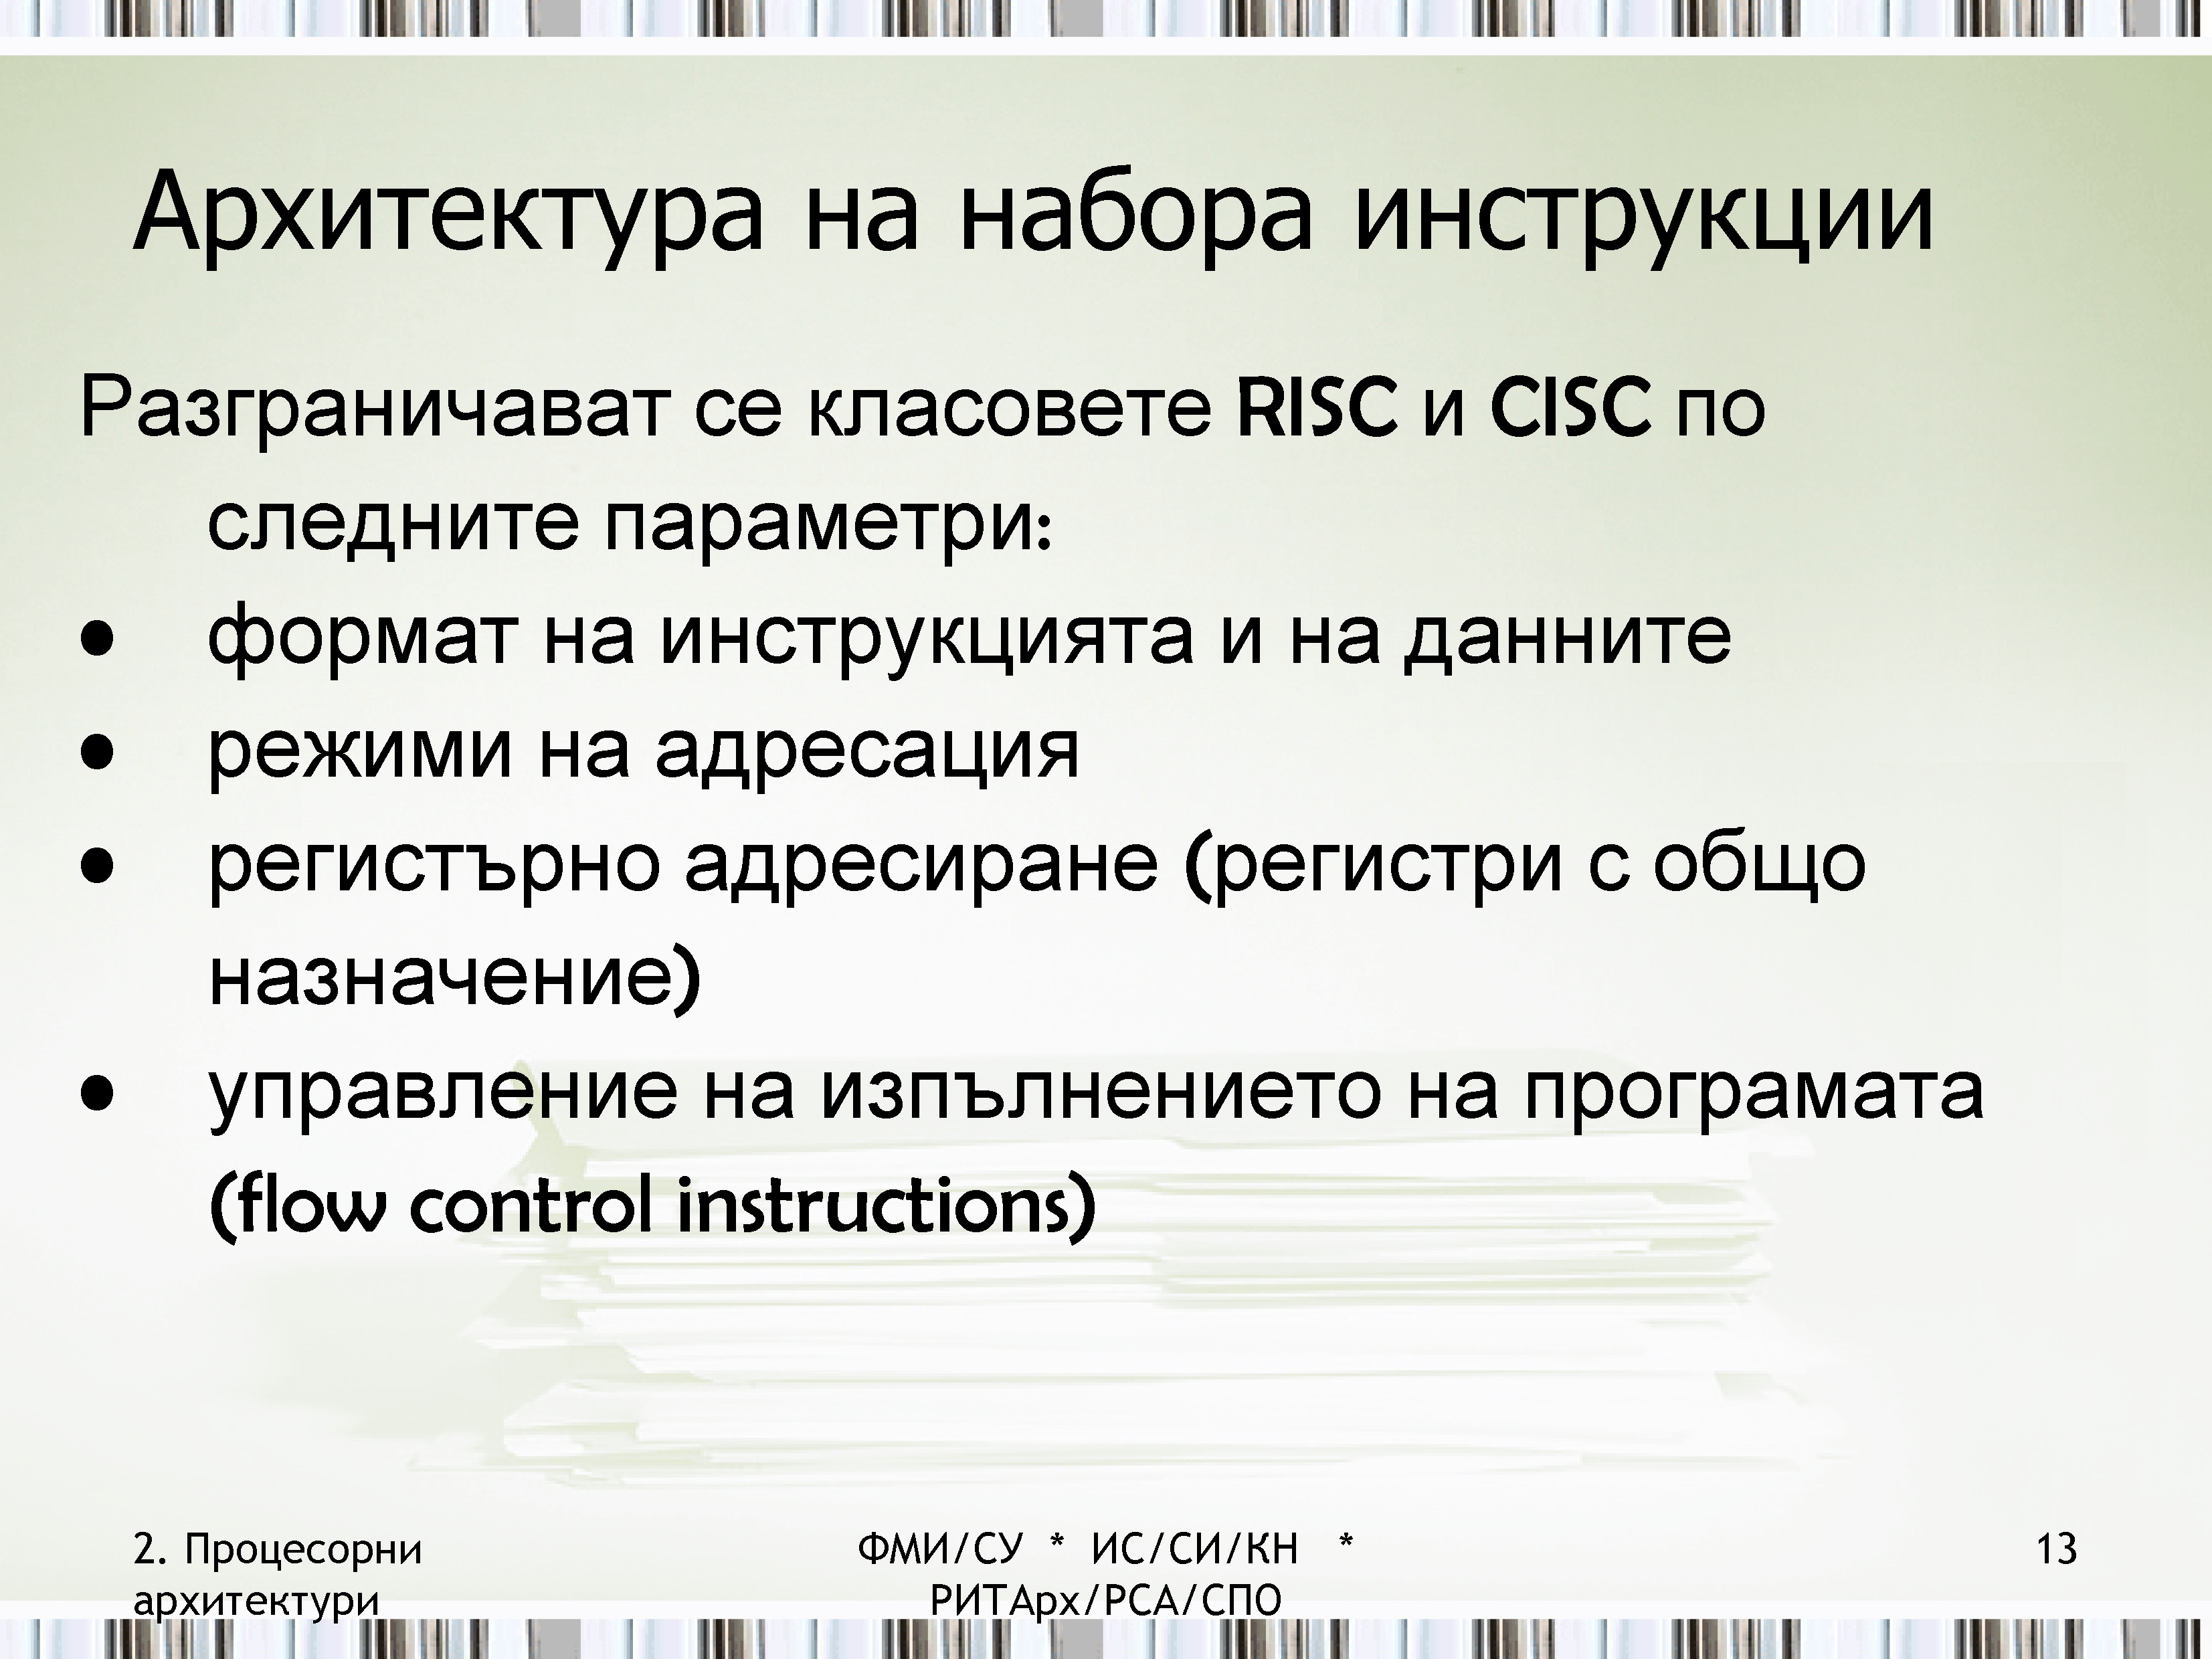 Архитектура на набора инструкции
Разграничават се класовете RISC и CISC по
следните параметри:
• формат на инструкцията и на данните
• режими на адресация
• регистърно адресиране (регистри с общо
назначение)
• управление на изпълнението на програмата
(flow control instructions)
2. Процесорни
архитектури
ФМИ/СУ * ИС/СИ/КН *
РИТАрх/РСА/СПО
13